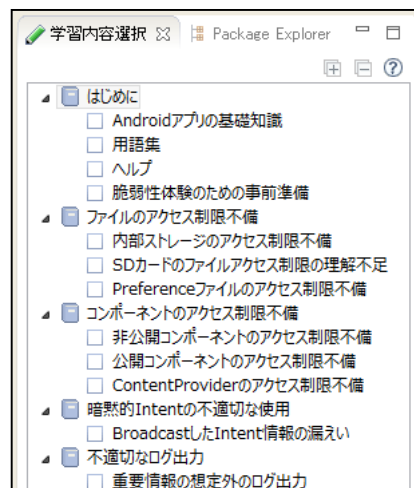 学習内容選択 Package Explorer
はじめに
Androidアプリの基礎知識
用語集
ヘルプ
脆弱性体験のための事前準備
ファイルのアクセス制限不備
内部ストレージのアクセス制限不備
SDカードのファイルアクセス制限の理解不足
Preferenceファイルのアクセス制限不備
コンポーネントのアクセス制限不備
非公開コンポーネントのアクセス制限不備
公開コンポーネントのアクセス制限不備
ContentProviderのアクセス制限不備
暗黙的Intentの不適切な使用
BroadcastしたIntent情報の漏えい
不適切なログ出力
重要情報の想定外のログ出力